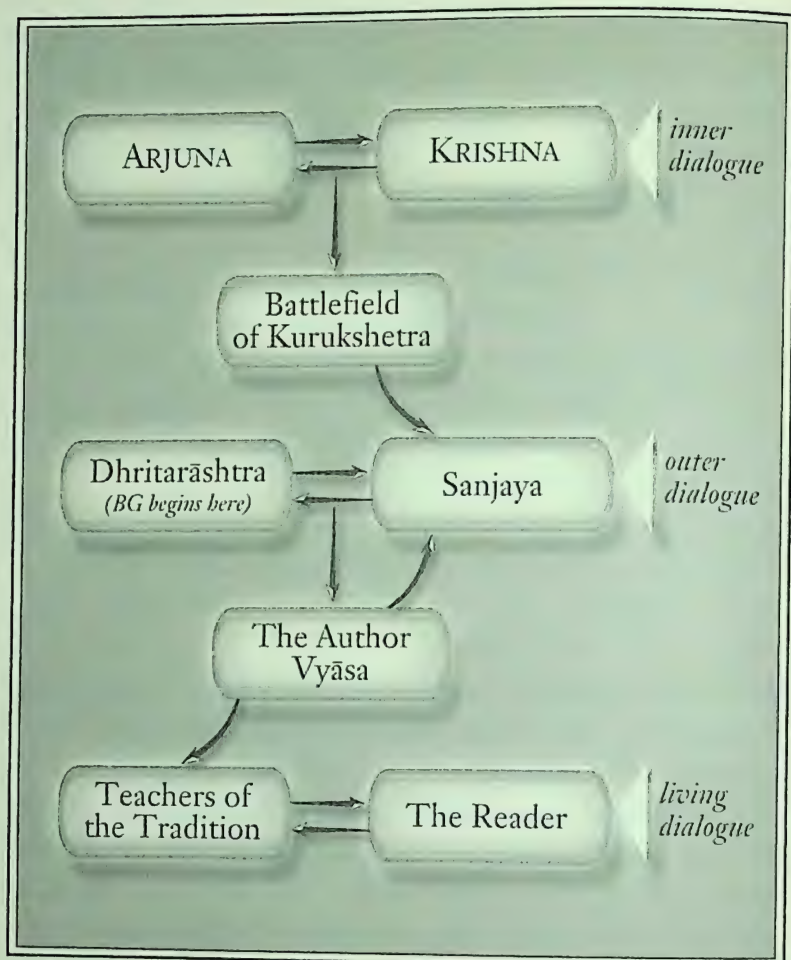 ARJUNA
KRISHNA
inner
dialogue
Battlefield
of Kurukshetra
Dhritarāshtra
(BG begins here)
Sanjaya
outer
dialogue
The Author
Vyāsa
Teachers of
the Tradition
The Reader
living
dialogue